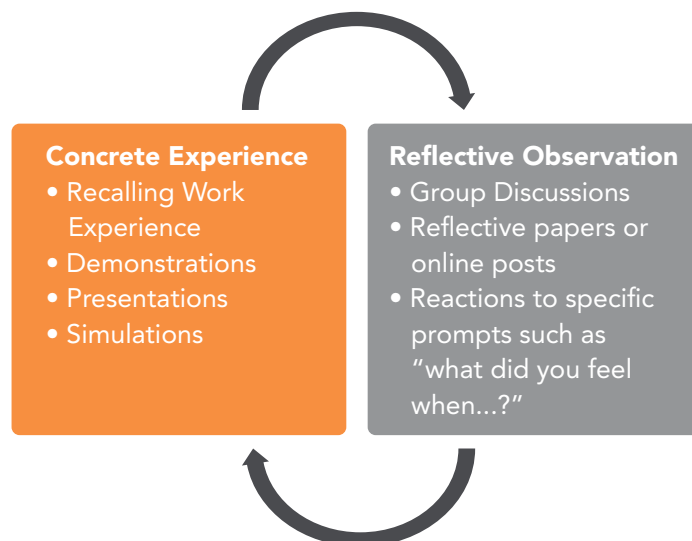 Concrete Experience
• Recalling Work
Experience
• Demonstrations
• Presentations
• Simulations
Reflective Observation
• Group Discussions
• Reflective papers or
online posts
• Reactions to specific
prompts such as
“what did you feel
when...?”